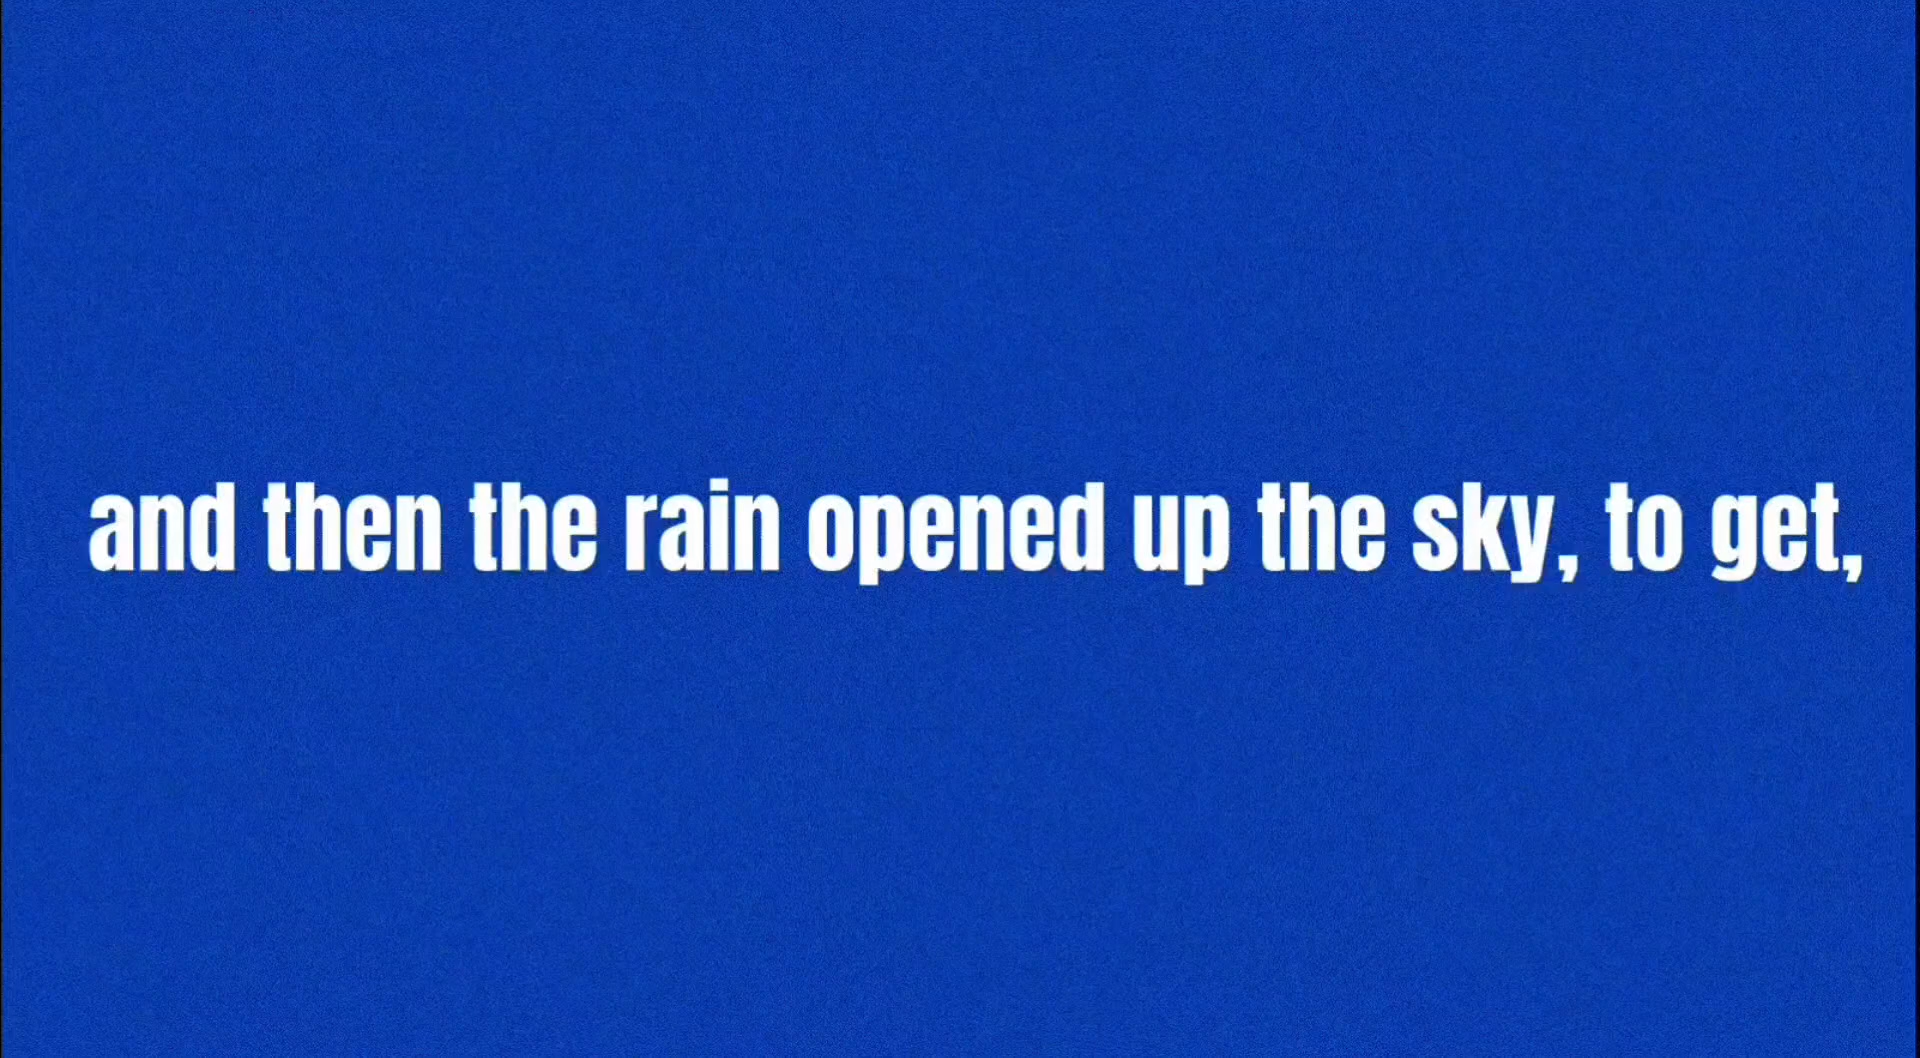 and then the rain opened up the sky, to get,